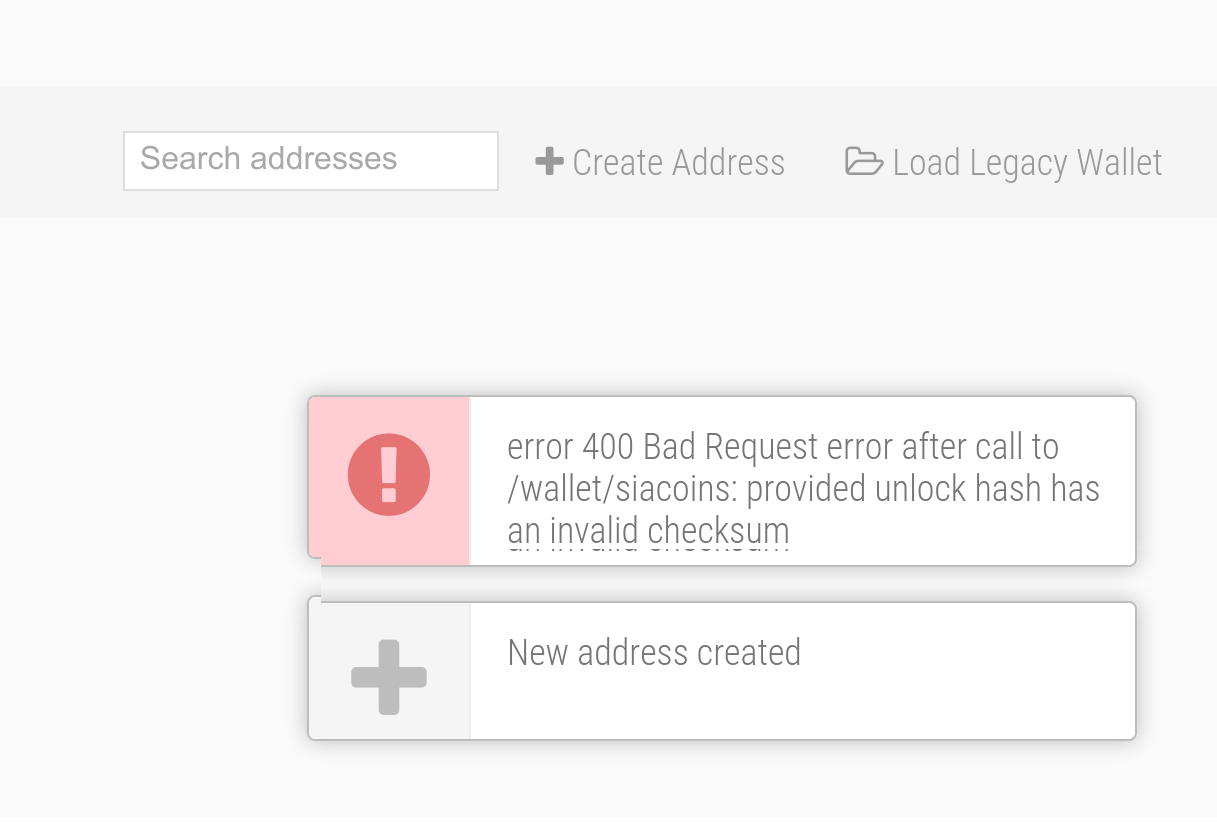 Search addresses
Create Address
Load Legacy Wallet
error 400 Bad Request error after call to
/wallet/siacoins: provided unlock hash has
an invalid checksum
New address created